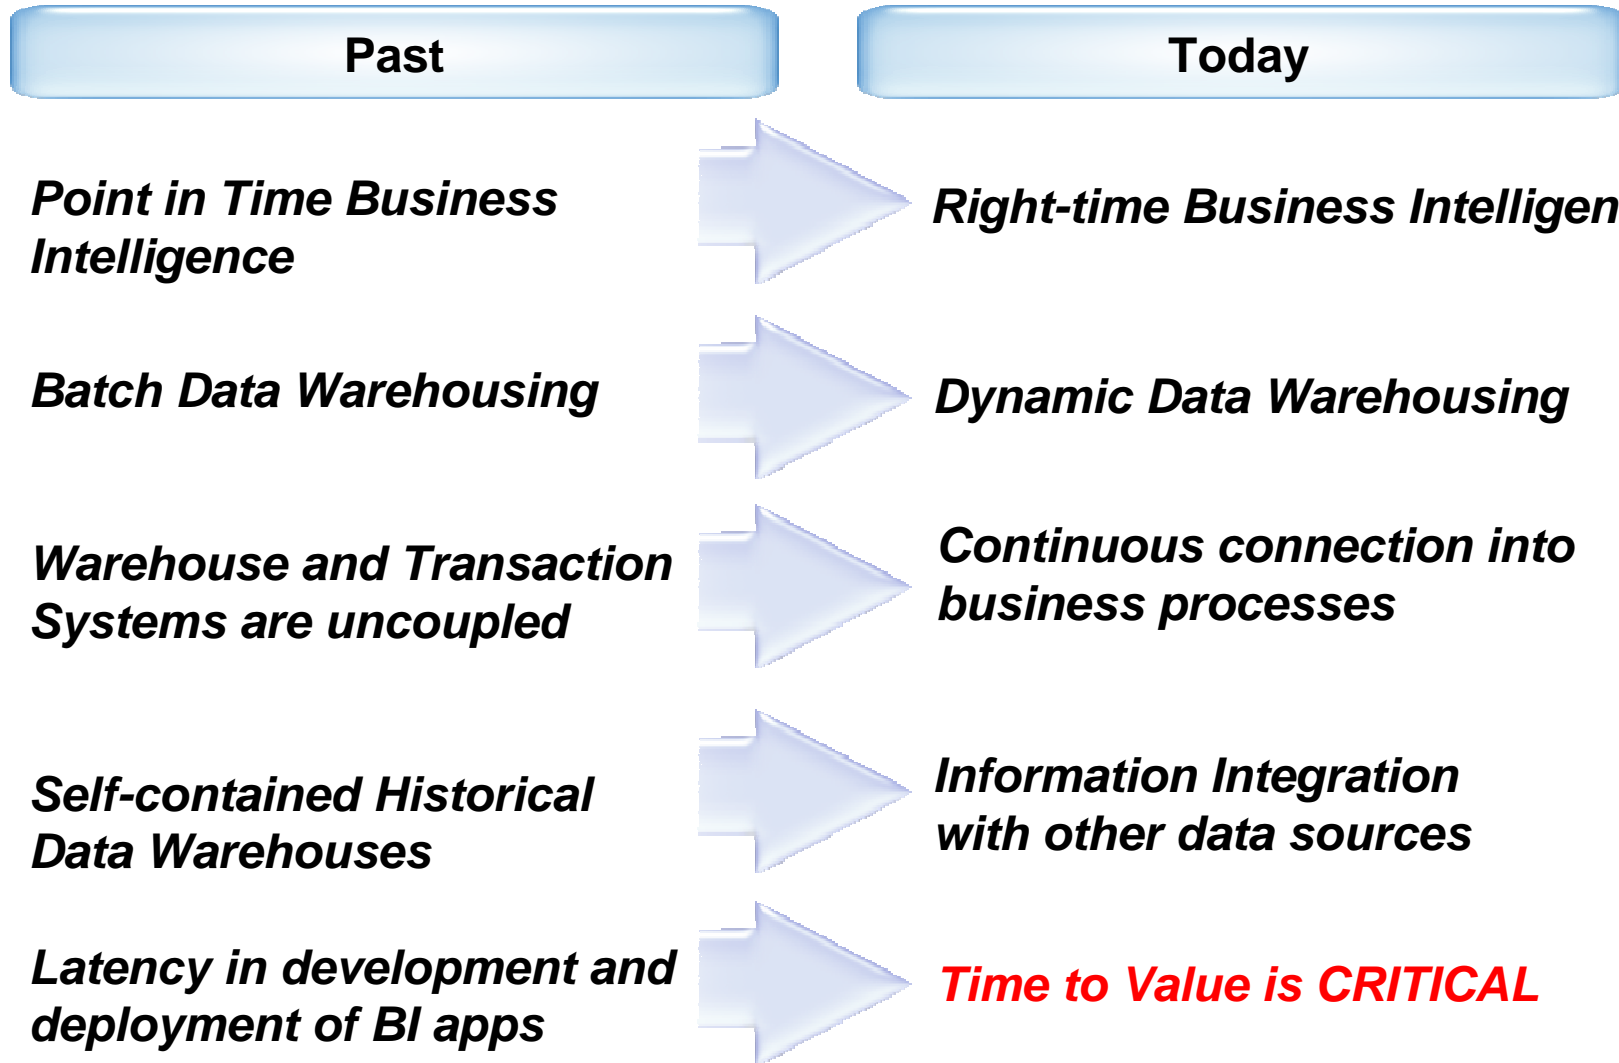 Past
Today
Point in Time Business
Intelligence
Right-time Business Intelligen
Batch Data Warehousing
Dynamic Data Warehousing
Warehouse and Transaction
Systems are uncoupled
Continuous connection into
business processes
Self-contained Historical
Data Warehouses
Information Integration
with other data sources
Latency in development and
deployment of BI apps
Time to Value is CRITICAL